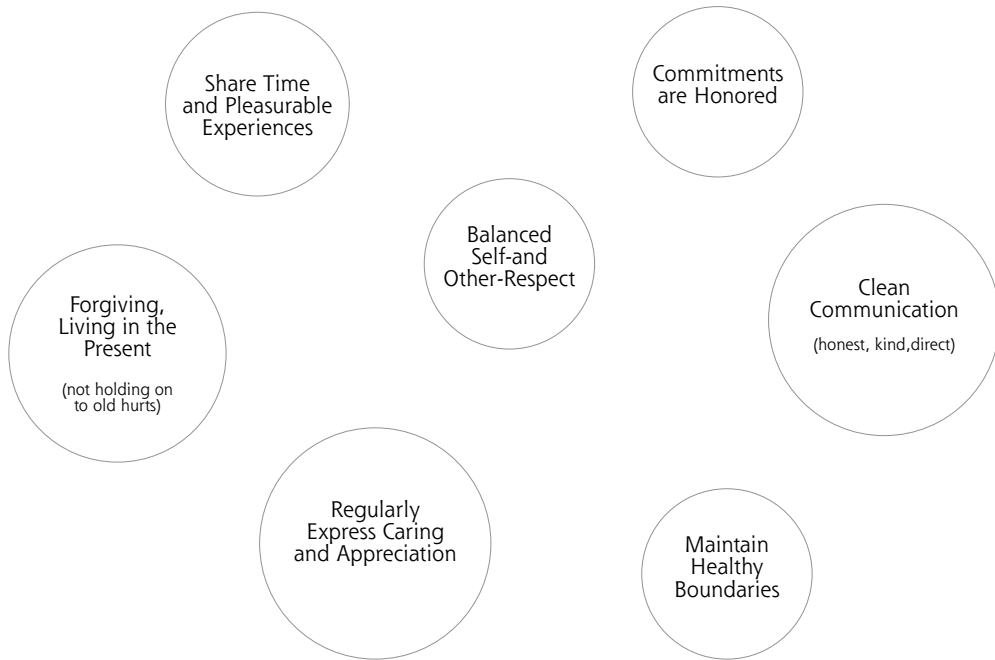 Share Time
and Pleasurable
Experiences
Commitments
are Honored
Balanced
Self-and
Other-Respect
Forgiving,
Living in the
Present
(not holding on
to old hurts)
Clean
Communication
(honest, kind,direct)
Regularly
Express Caring
and Appreciation
Maintain
Healthy
Boundaries